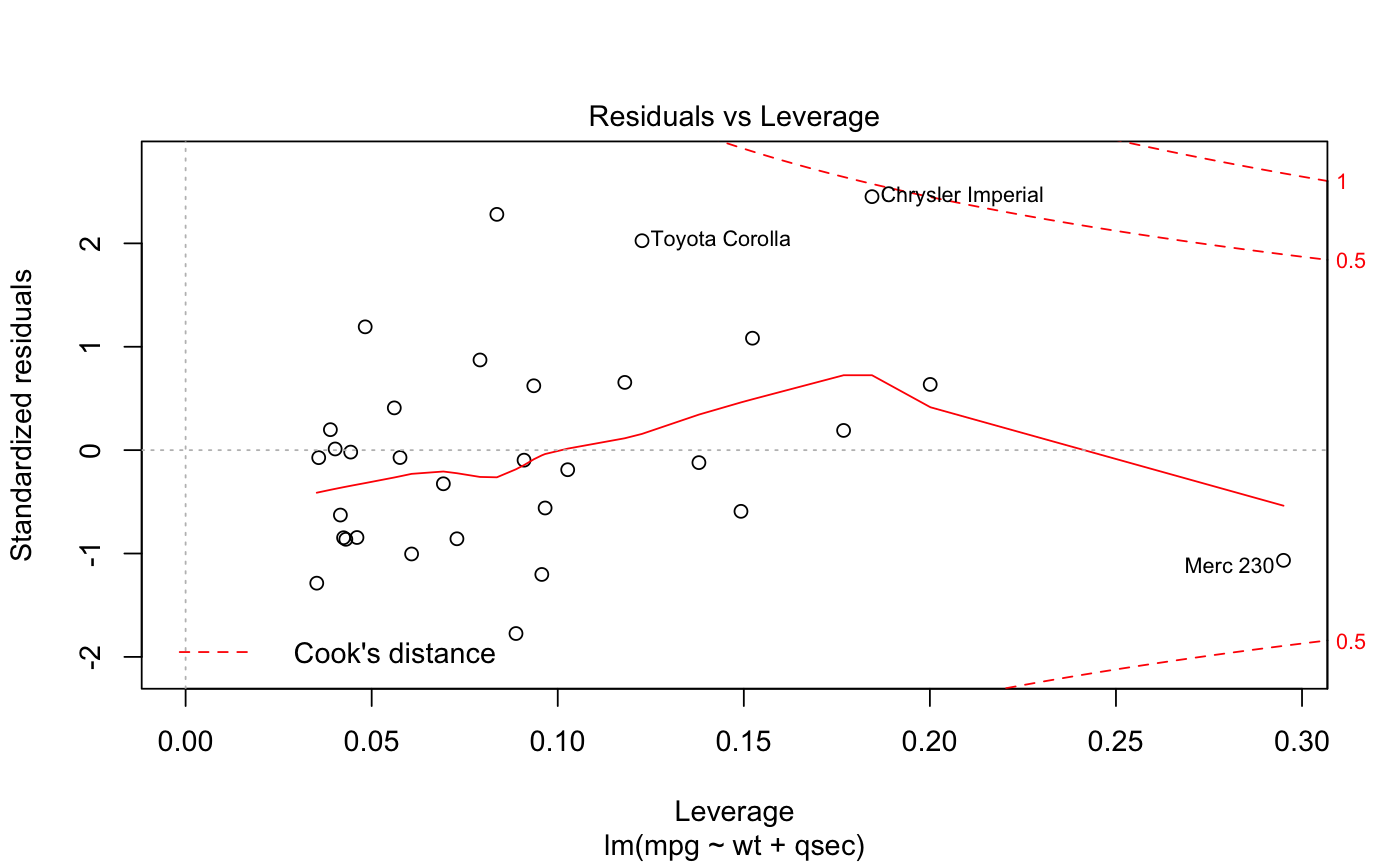 Residuals vs Leverage
Standardized residuals
2
1
0
-1
-2
Chrysler Imperial
Toyota Corolla
Merc 230
1
0.5
0.5
Cook's distance
0.00 0.05 0.10 0.15 0.20 0.25 0.30
Leverage
lm(mpg ~ wt + qsec)